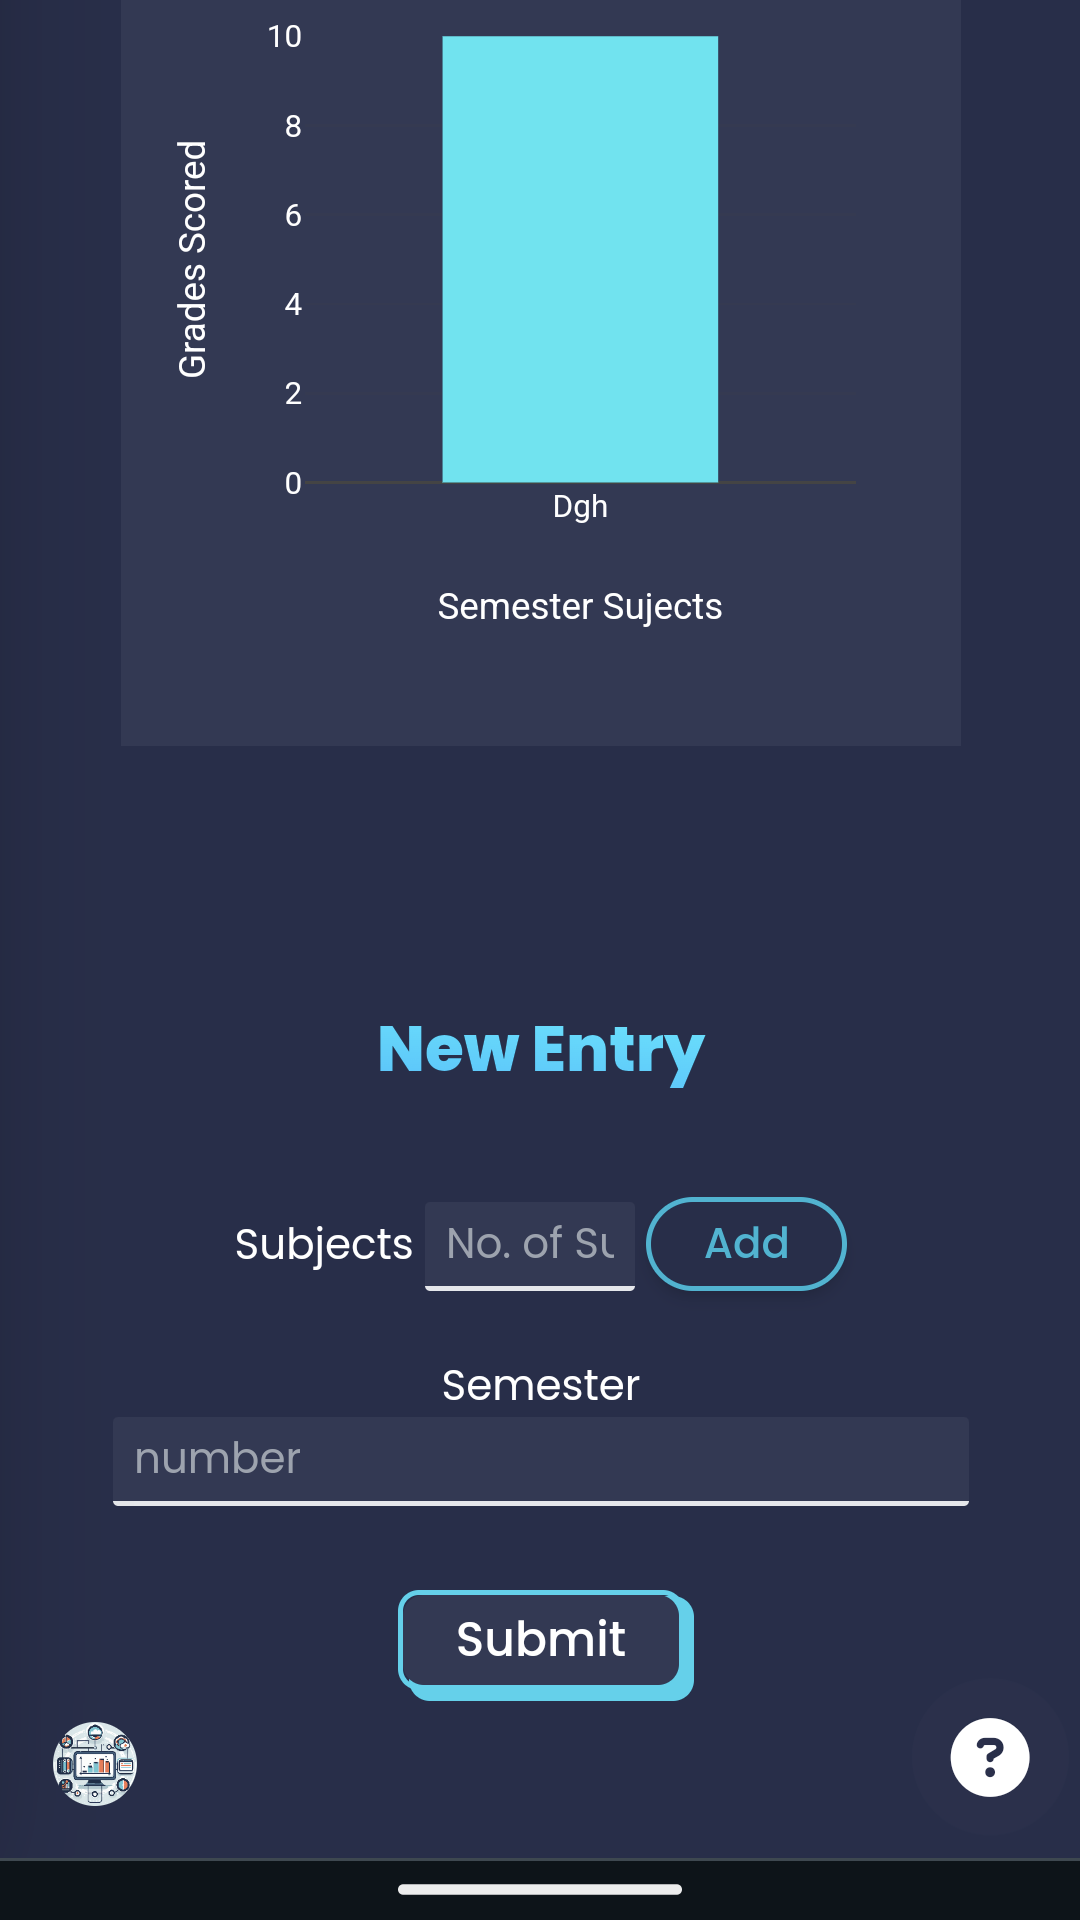 10
8
6
4
2
0
Grades Scored
Dgh
Semester Sujects
New Entry
Subjects No. of Su Add
Semester
number
Submit
?